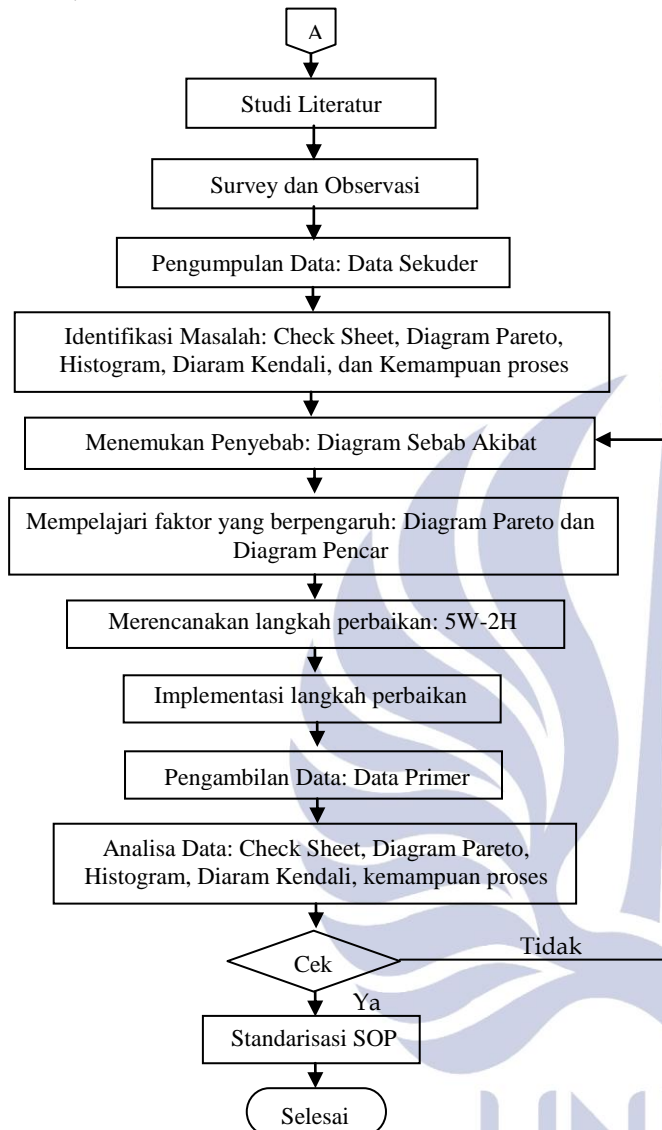 A
Studi Literatur
Survey dan Observasi
Pengumpulan Data: Data Sekuder
Identifikasi Masalah: Check Sheet, Diagram Pareto,
Histogram, Diaram Kendali, dan Kemampuan proses
Menemukan Penyebab: Diagram Sebab Akibat
Mempelajari faktor yang berpengaruh: Diagram Pareto dan
Diagram Pencar
Merencanakan langkah perbaikan: 5W-2H
Implementasi langkah perbaikan
Pengambilan Data: Data Primer
Analisa Data: Check Sheet, Diagram Pareto,
Histogram, Diaram Kendali, kemampuan proses
Cek
Tidak
Ya
Standarisasi SOP
Selesai